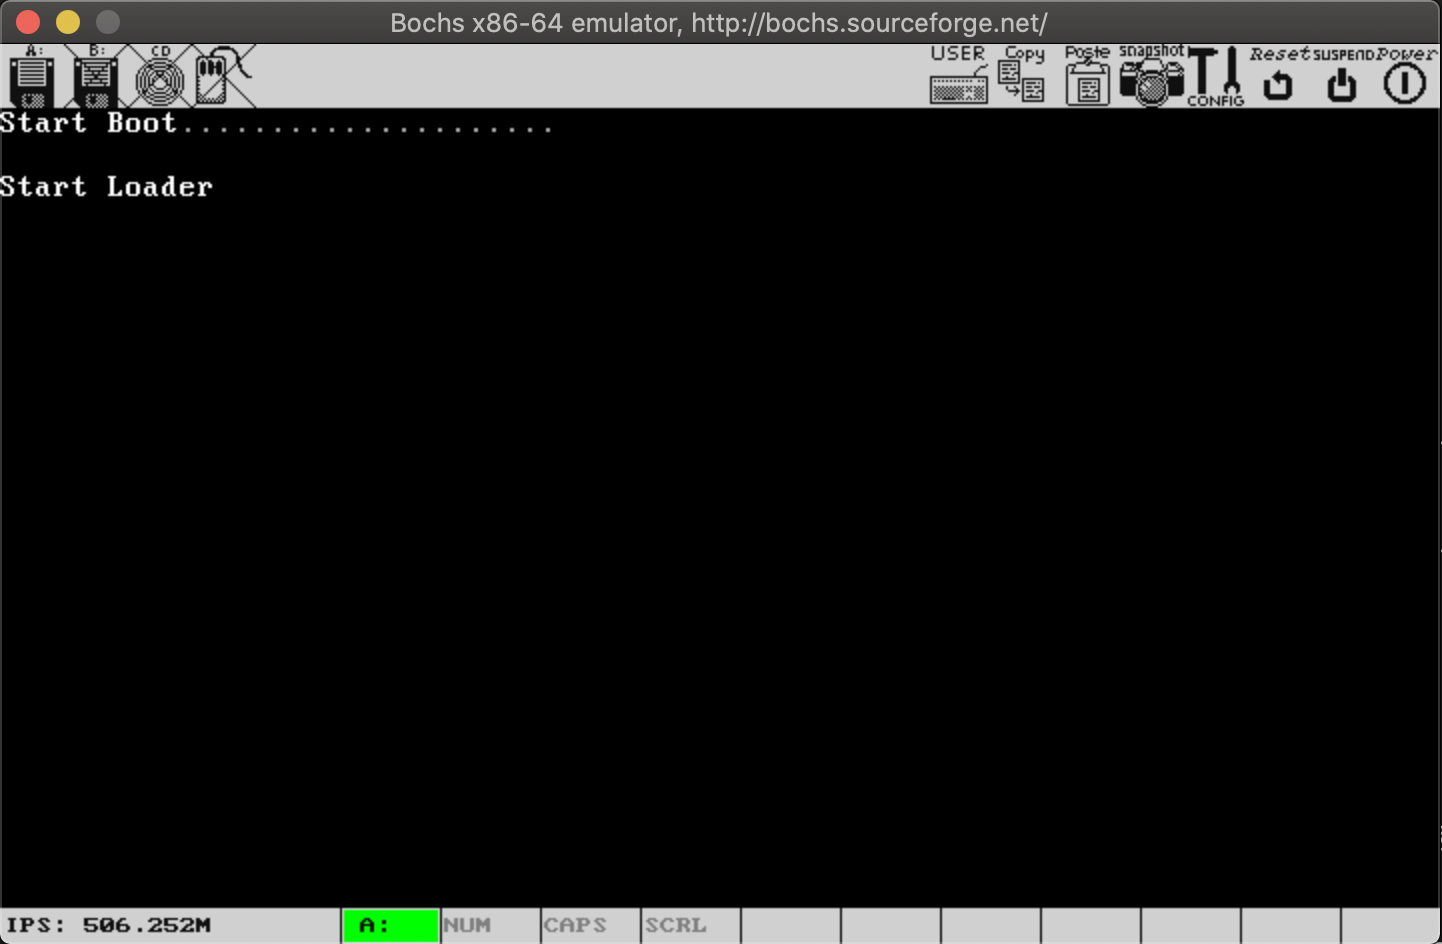 Bochs x86-64 emulator, http://bochs.sourceforge.net/
A: B: CD USER Copy Paste snapshot CONFIG Reset SUSPEND Power
Start Boot.....................
Start Loader
IPS: 506.252M A: NUM CAPS SCRL